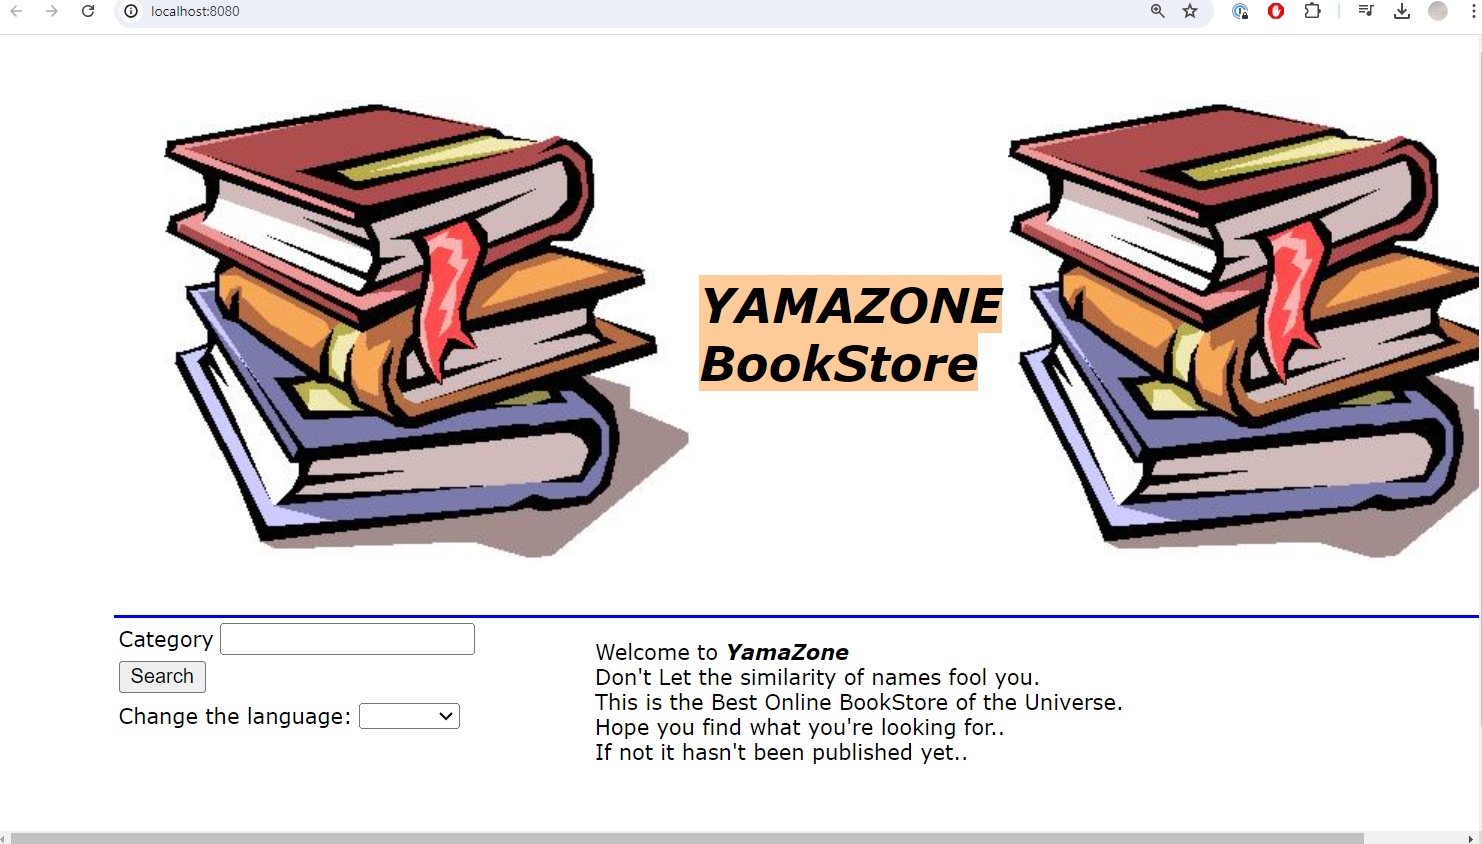 localhost:8080
YAMAZONE
BookStore
Category
Search
Change the language:
Welcome to YamaZone
Don't Let the similarity of names fool you.
This is the Best Online BookStore of the Universe.
Hope you find what you're looking for..
If not it hasn't been published yet..